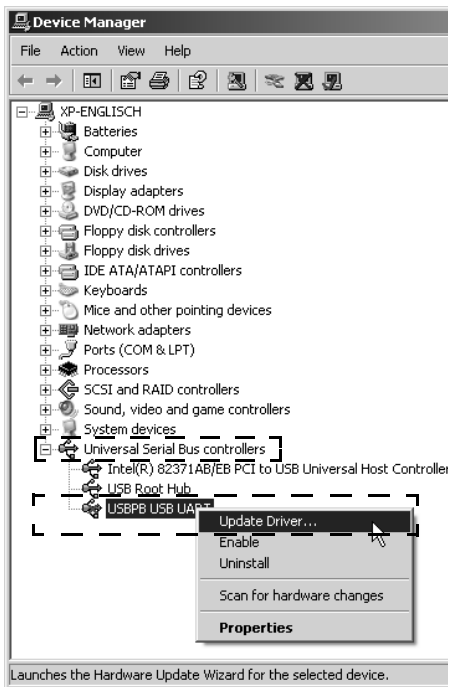 Device Manager
File Action View Help
XP-ENGLISCH
Batteries
Computer
Disk drives
Display adapters
DVD/CD-ROM drives
Floppy disk controllers
Floppy disk drives
IDE ATA/ATAPI controllers
Keyboards
Mice and other pointing devices
Network adapters
Ports (COM & LPT)
Processors
SCSI and RAID controllers
Sound, video and game controllers
System devices
Universal Serial Bus controllers
Intel(R) 82371AB/EB PCI to USB Universal Host Controller
USB Root Hub
USBPB USB UART
Update Driver...
Enable
Uninstall
Scan for hardware changes
Properties
Launches the Hardware Update Wizard for the selected device.